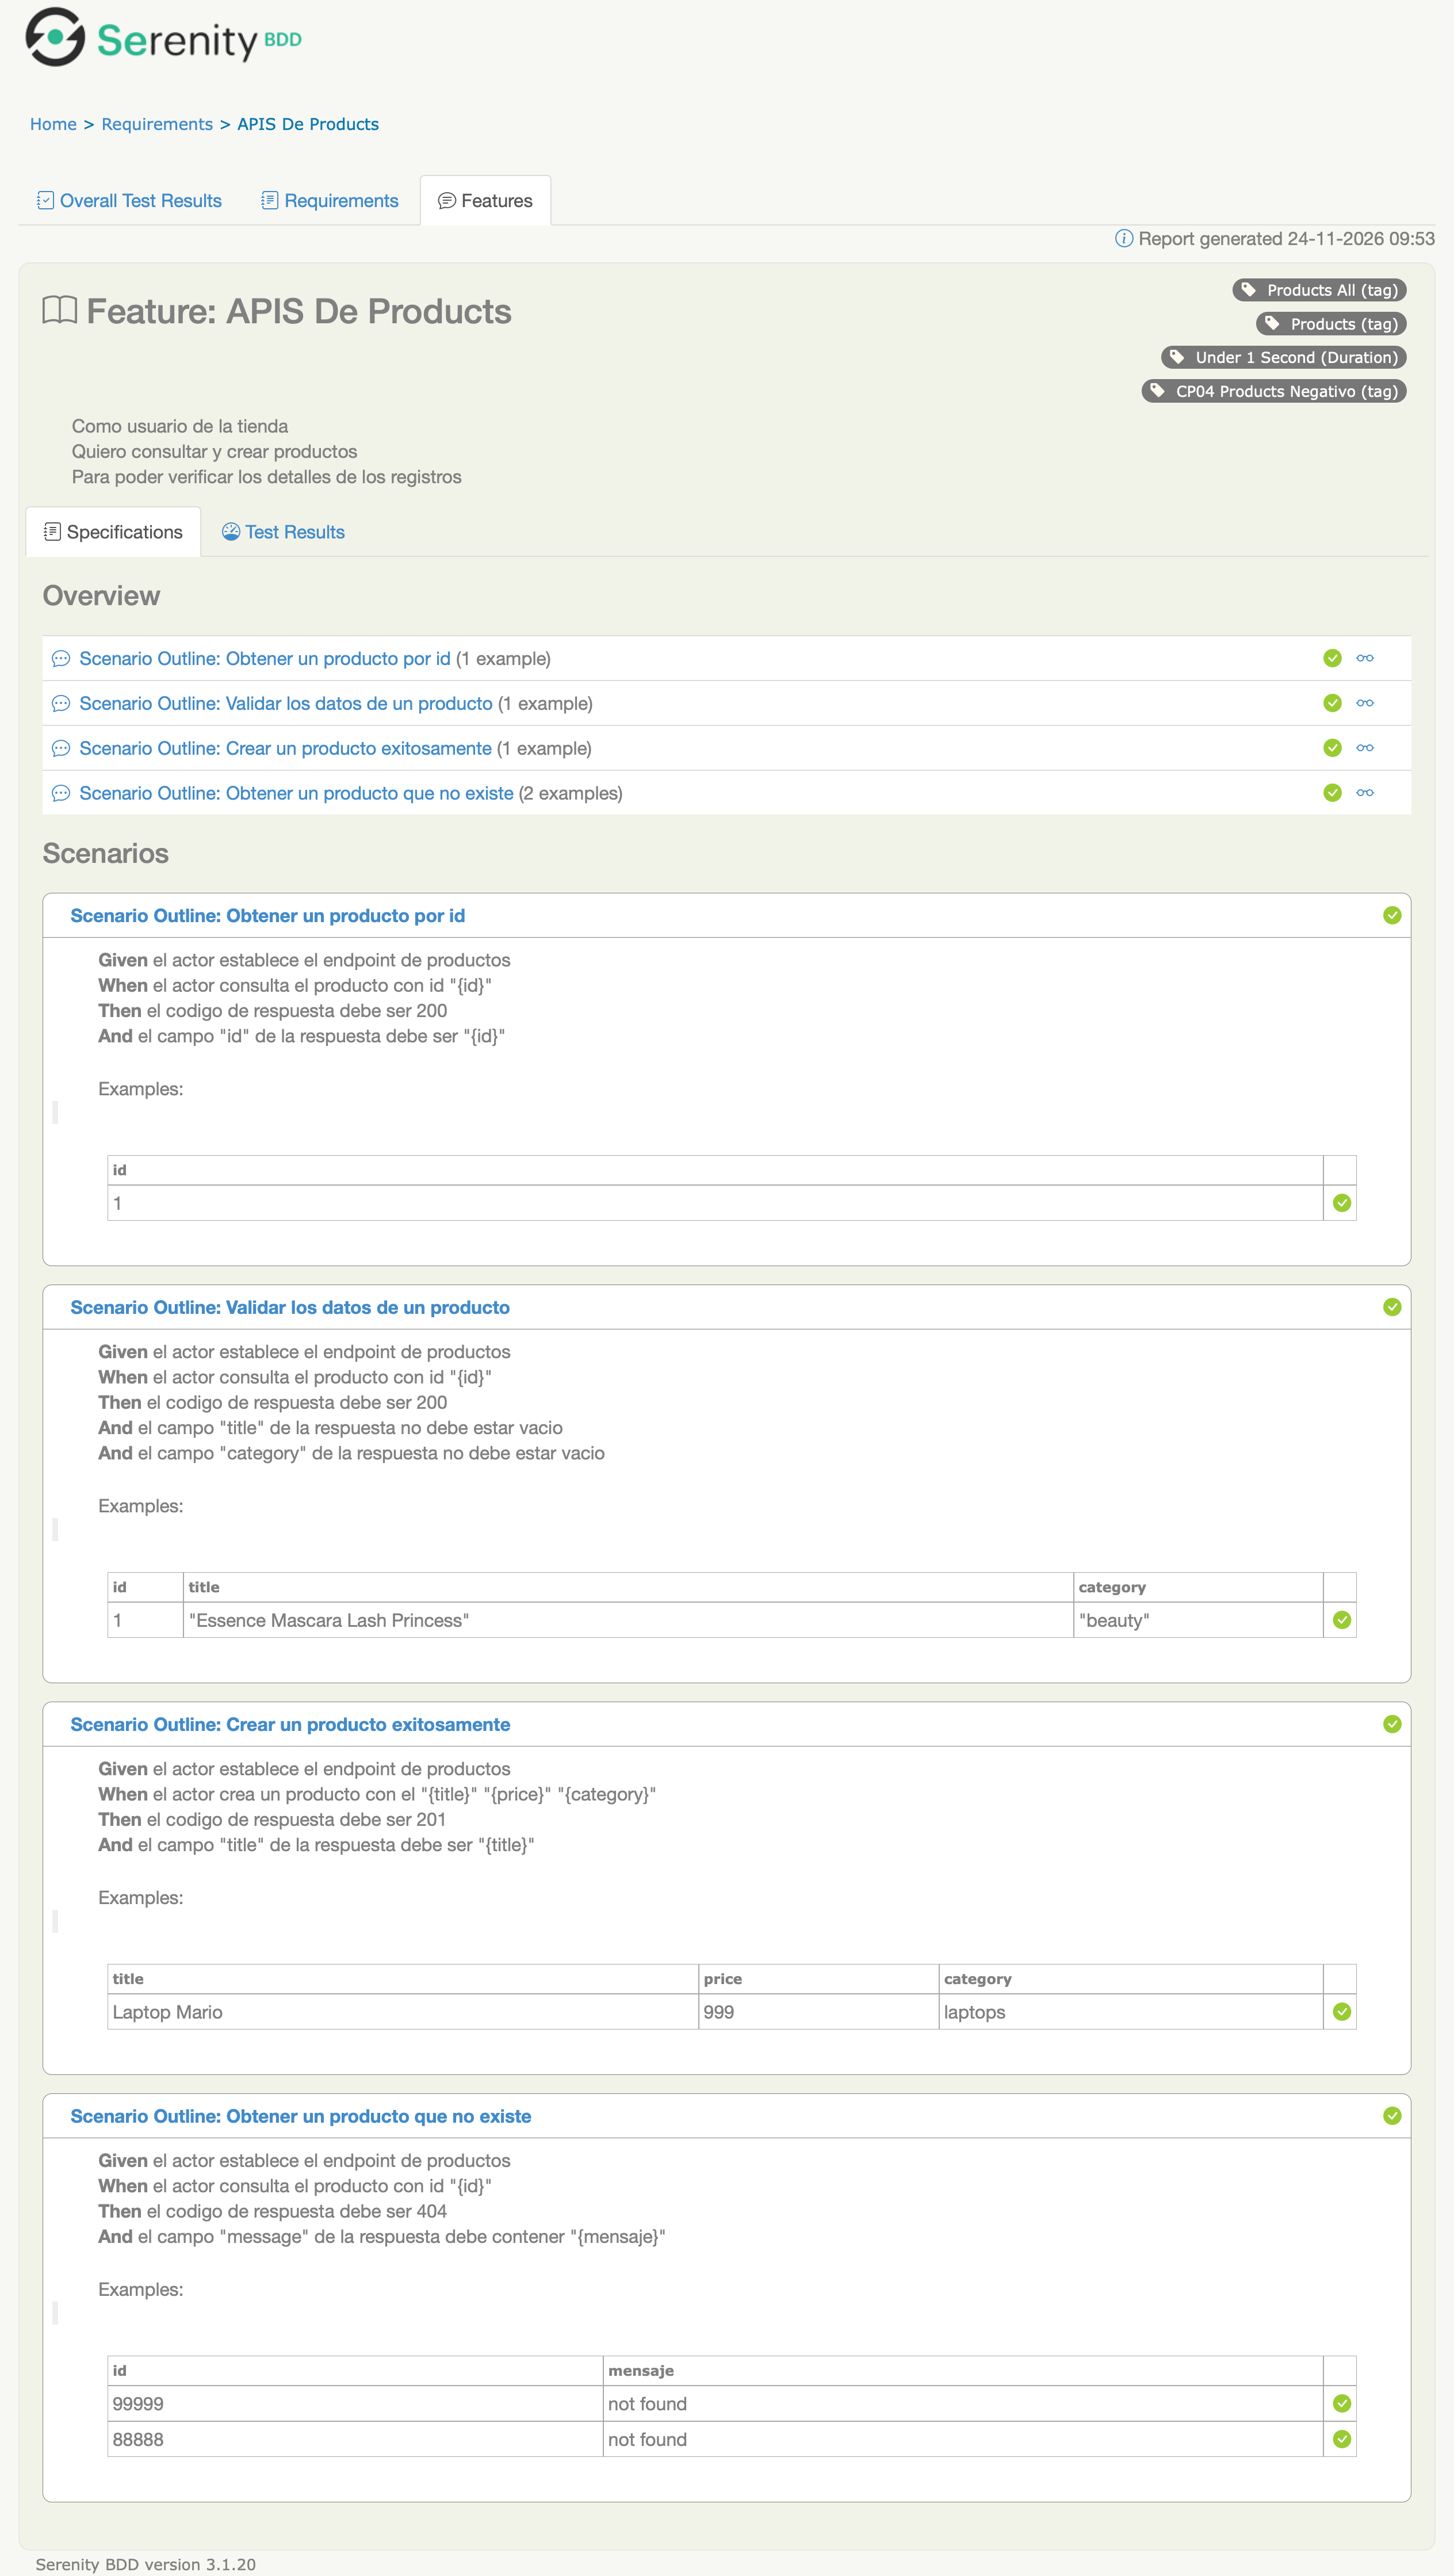 Serenity BDD
Home > Requirements > APIS De Products
Overall Test Results Requirements Features
Report generated 24-11-2026 09:53
Feature: APIS De Products
Products All (tag)
Products (tag)
Under 1 Second (Duration)
CP04 Products Negativo (tag)
Como usuario de la tienda
Quiero consultar y crear productos
Para poder verificar los detalles de los registros
Specifications Test Results
Overview
Scenario Outline: Obtener un producto por id (1 example)
Scenario Outline: Validar los datos de un producto (1 example)
Scenario Outline: Crear un producto exitosamente (1 example)
Scenario Outline: Obtener un producto que no existe (2 examples)
Scenarios
Scenario Outline: Obtener un producto por id
Given el actor establece el endpoint de productos
When el actor consulta el producto con id "{id}"
Then el codigo de respuesta debe ser 200
And el campo "id" de la respuesta debe ser "{id}"
Examples:
id
1
Scenario Outline: Validar los datos de un producto
Given el actor establece el endpoint de productos
When el actor consulta el producto con id "{id}"
Then el codigo de respuesta debe ser 200
And el campo "title" de la respuesta no debe estar vacio
And el campo "category" de la respuesta no debe estar vacio
Examples:
id title category
1 "Essence Mascara Lash Princess" "beauty"
Scenario Outline: Crear un producto exitosamente
Given el actor establece el endpoint de productos
When el actor crea un producto con el "{title}" "{price}" "{category}"
Then el codigo de respuesta debe ser 201
And el campo "title" de la respuesta debe ser "{title}"
Examples:
title price category
Laptop Mario 999 laptops
Scenario Outline: Obtener un producto que no existe
Given el actor establece el endpoint de productos
When el actor consulta el producto con id "{id}"
Then el codigo de respuesta debe ser 404
And el campo "message" de la respuesta debe contener "{mensaje}"
Examples:
id mensaje
99999 not found
88888 not found
Serenity BDD version 3.1.20